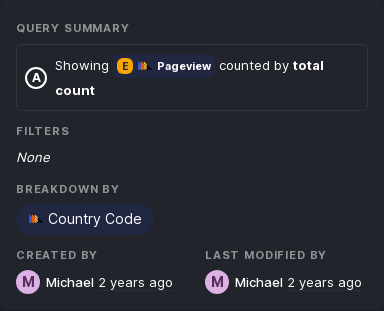 QUERY SUMMARY
A Showing E Pageview counted by total
count
FILTERS
None
BREAKDOWN BY
Country Code
CREATED BY LAST MODIFIED BY
M Michael 2 years ago M Michael 2 years ago